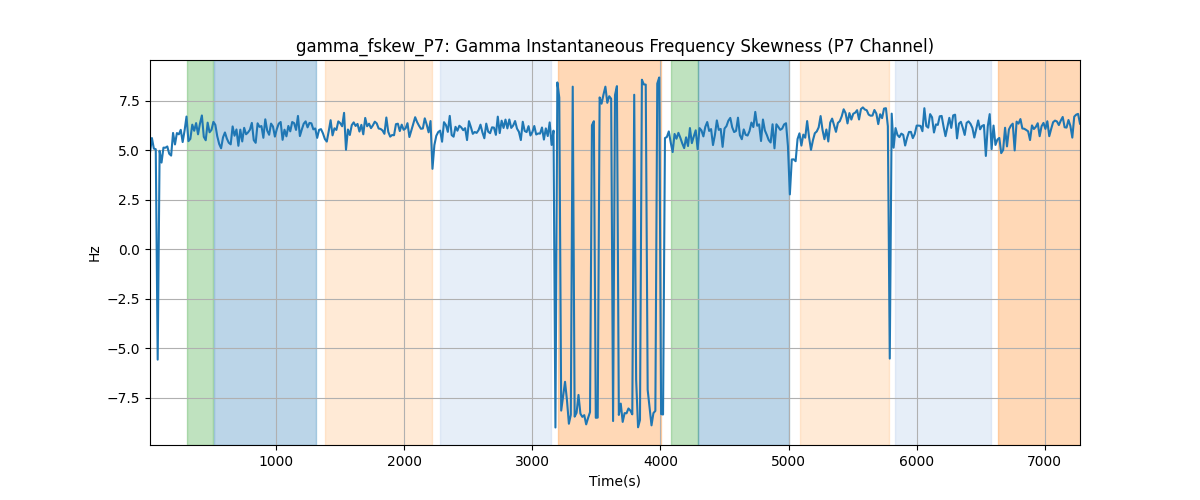 gamma_fskew_P7: Gamma Instantaneous Frequency Skewness (P7 Channel)
7.5
5.0
2.5
0.0
−2.5
−5.0
−7.5
Hz
1000 2000 3000 4000 5000 6000 7000
Time(s)